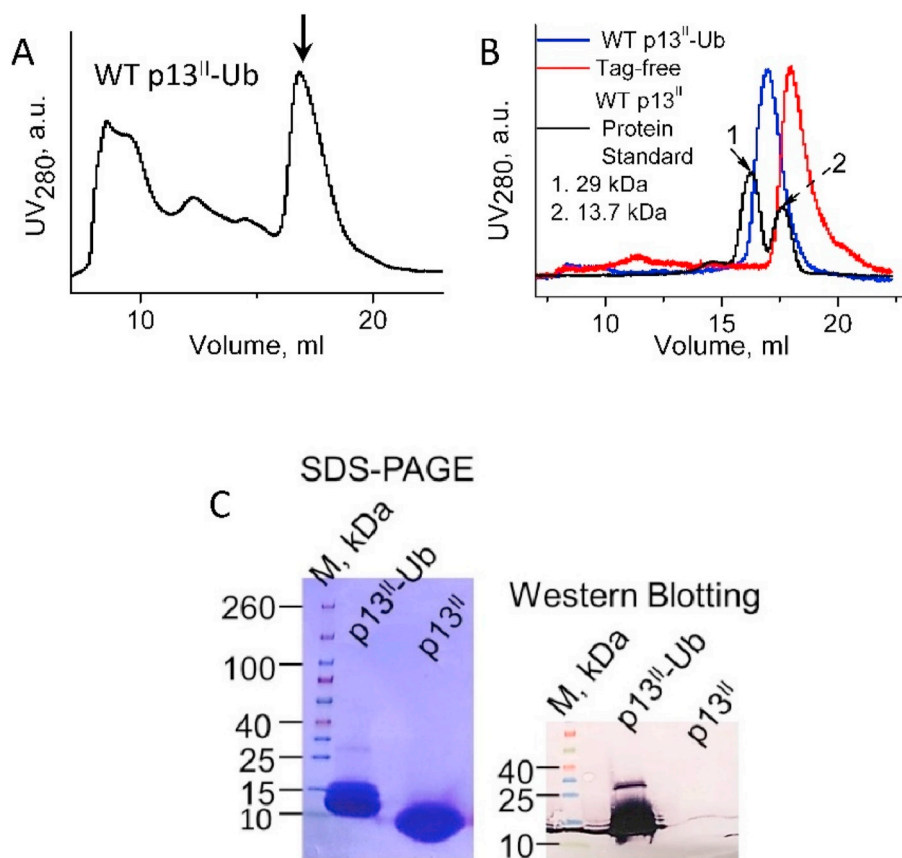 A
WT p13ᴵᴵ-Ub
UV₂₈₀, a.u.
10
20
Volume, ml
B
WT p13ᴵᴵ-Ub
Tag-free
WT p13ᴵᴵ
Protein
Standard
1. 29 kDa
2. 13.7 kDa
1
2
UV₂₈₀, a.u.
10
15
20
Volume, ml
C
SDS-PAGE
M, kDa
p13ᴵᴵ-Ub
p13ᴵᴵ
260
100
40
25
15
10
Western Blotting
M, kDa
p13ᴵᴵ-Ub
p13ᴵᴵ
40
25
10